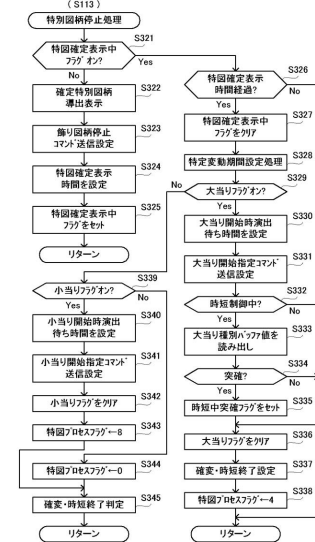 (S113)
特別図柄停止処理
S321
特図確定表示中
フラグオン?
Yes
No
S322
確定特別図柄
導出表示
S323
飾り図柄停止
コマンド送信設定
S324
特図確定表示
時間を設定
S325
特図確定表示中
フラグをセット
リターン
S326
特図確定表示
時間経過?
No
Yes
S327
特図確定表示中
フラグをクリア
S328
特定変動期間設定処理
S329
大当りフラグオン?
No
Yes
S330
大当り開始時演出
待ち時間を設定
S331
大当り開始指定コマンド
送信設定
S332
時短制御中?
No
Yes
S333
大当り種別バッファ値を
読み出し
S334
突確?
No
Yes
S335
時短中突確フラグをセット
S336
大当りフラグをクリア
S337
確変・時短終了設定
S338
特図プロセスフラグ←4
リターン
S339
小当りフラグオン?
No
Yes
S340
小当り開始時演出
待ち時間を設定
S341
小当り開始指定コマンド
送信設定
S342
小当りフラグをクリア
S343
特図プロセスフラグ←8
S344
特図プロセスフラグ←0
S345
確変・時短終了判定
リターン